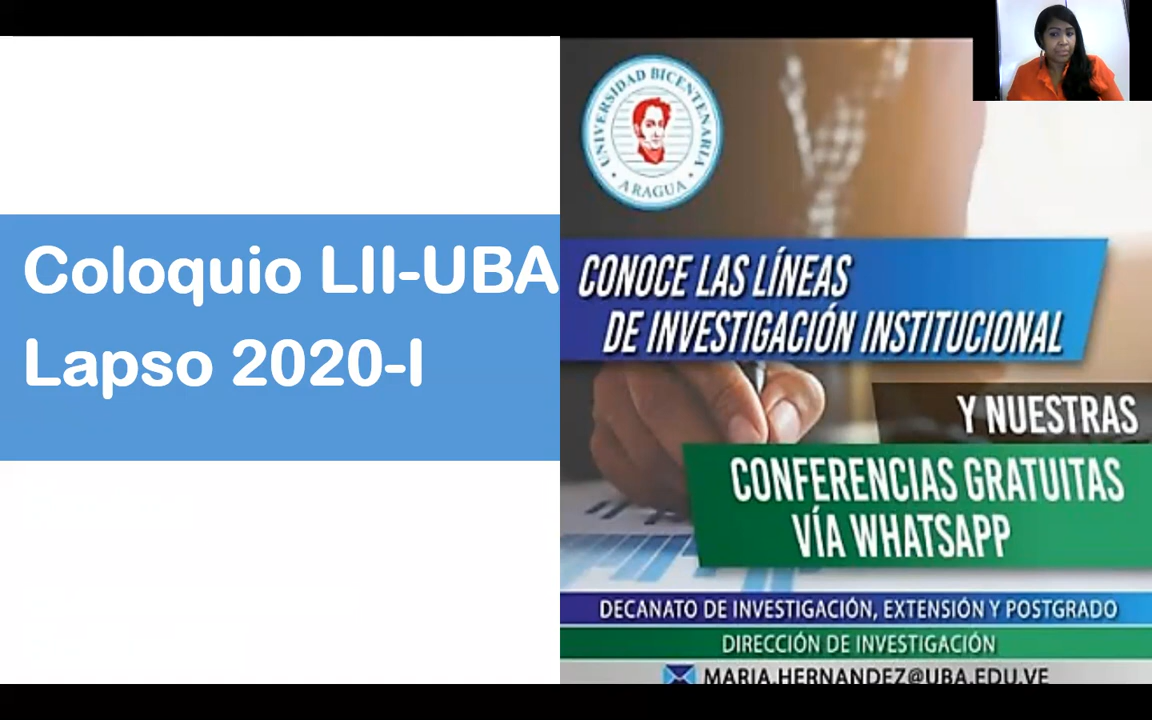 Coloquio LII-UBA
Lapso 2020-I
UNIVERSIDAD BICENTENARIA
• ARAGUA •
CONOCE LAS LÍNEAS
DE INVESTIGACIÓN INSTITUCIONAL
Y NUESTRAS
CONFERENCIAS GRATUITAS
VÍA WHATSAPP
DECANATO DE INVESTIGACIÓN, EXTENSIÓN Y POSTGRADO
DIRECCIÓN DE INVESTIGACIÓN
MARIA.HERNANDEZ@UBA.EDU.VE